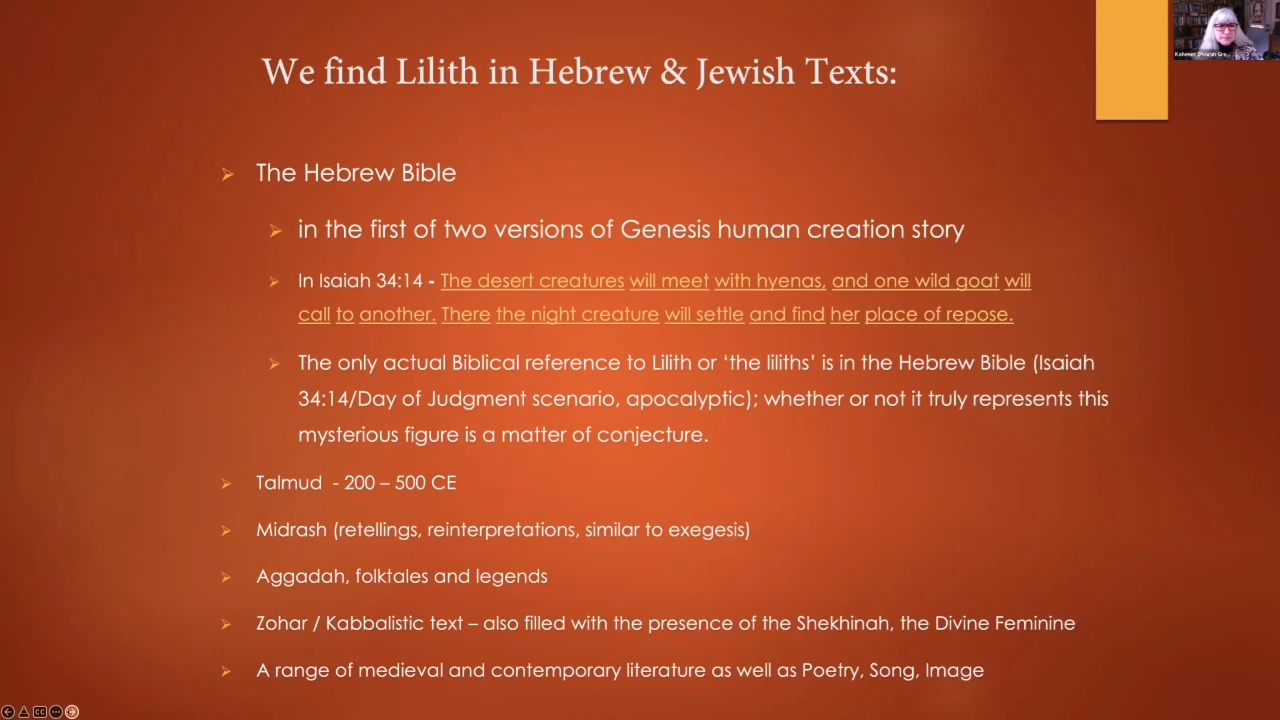 We find Lilith in Hebrew & Jewish Texts:
Kohenet D'vorah Gre...
The Hebrew Bible
in the first of two versions of Genesis human creation story
In Isaiah 34:14 - The desert creatures will meet with hyenas, and one wild goat will
call to another. There the night creature will settle and find her place of repose.
The only actual Biblical reference to Lilith or ‘the liliths’ is in the Hebrew Bible (Isaiah
34:14/Day of Judgment scenario, apocalyptic); whether or not it truly represents this
mysterious figure is a matter of conjecture.
Talmud - 200 – 500 CE
Midrash (retellings, reinterpretations, similar to exegesis)
Aggadah, folktales and legends
Zohar / Kabbalistic text – also filled with the presence of the Shekhinah, the Divine Feminine
A range of medieval and contemporary literature as well as Poetry, Song, Image
CC